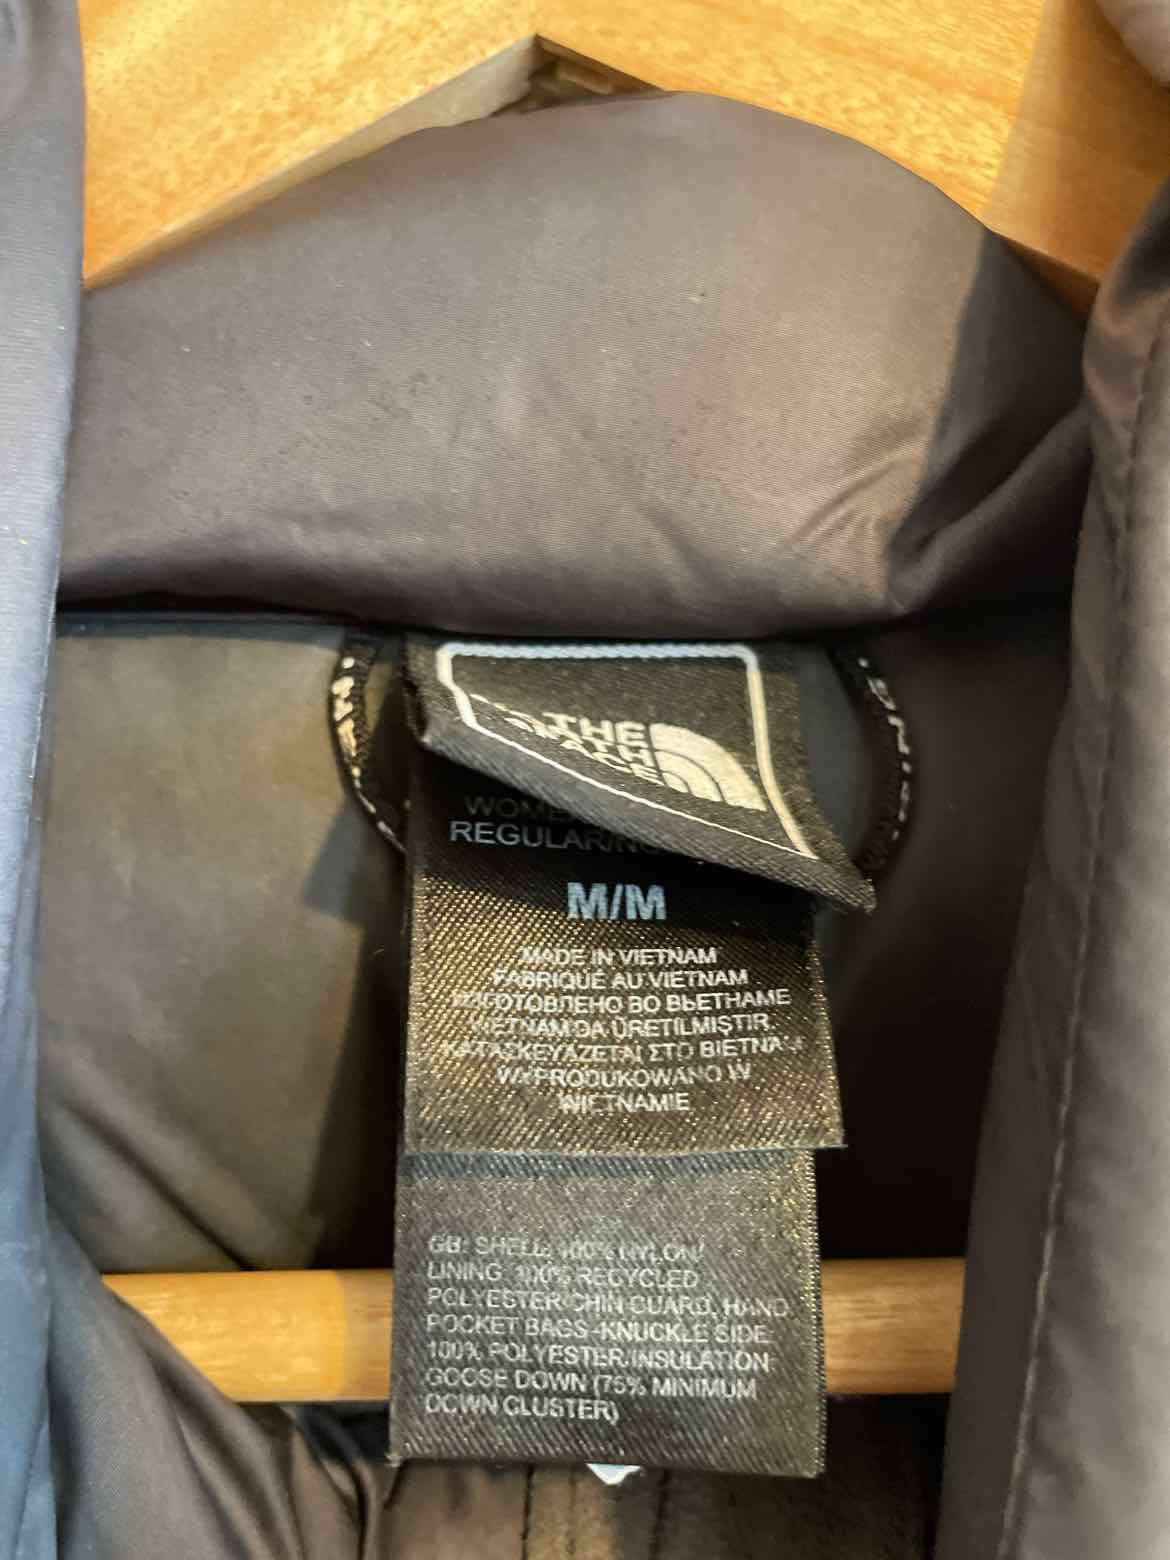 THE
NORTH
FACE
REGULAR/
M/M
MADE IN VIETNAM
FABRIQUÉ AU VIETNAM
ИЗГОТОВЛЕНО ВО ВЬЕТНАМЕ
VIETNAM'DA ÜRETILMIŞTIR.
ΚΑΤΑΣΚΕΥΑΖΕΤΑΙ ΣΤΟ ΒΙΕΤΝΑΜ
WYPRODUKOWANO W
WIETNAMIE
GB: SHELL: 100% NYLON/
LINING: 100% RECYCLED
POLYESTER/CHIN GUARD, HAND
POCKET BAGS-KNUCKLE SIDE:
100% POLYESTER/INSULATION:
GOOSE DOWN (75% MINIMUM
DOWN CLUSTER)